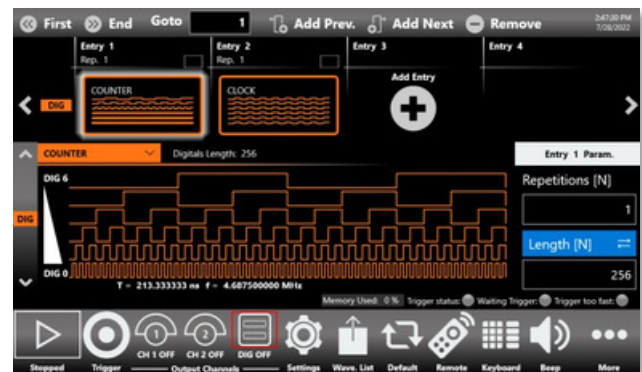 First End Goto 1 Add Prev. Add Next Remove 2:47:30 PM
7/28/2022
Entry 1 Entry 2 Entry 3 Entry 4
Rep. 1 Rep. 1
Add Entry
COUNTER CLOCK
DIG
COUNTER Digitals Length: 256 Entry 1 Param.
DIG 6 Repetitions [N]
1
DIG
Length [N]
DIG 0 256
T = 213.333333 ns f = 4.687500000 MHz
Memory Used: 0 % Trigger status: Waiting Trigger: Trigger too fast:
1 2
CH 1 OFF CH 2 OFF DIG OFF
Stopped Trigger Output Channels Settings Wave. List Default Remote Keyboard Beep More